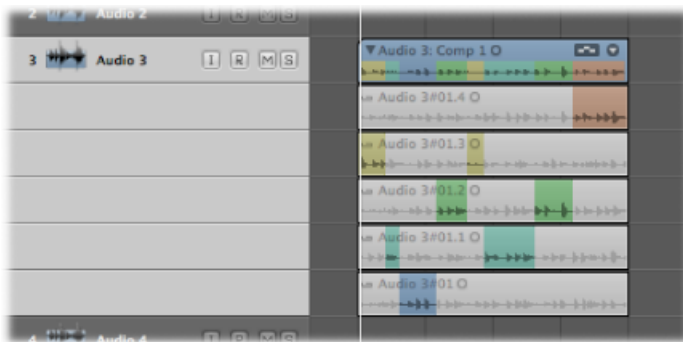 2 Audio 2 I R M S
3 Audio 3 I R M S
Audio 3: Comp 1
Audio 3#01.4
Audio 3#01.3
Audio 3#01.2
Audio 3#01.1
Audio 3#01
4 Audio 4 I R M S